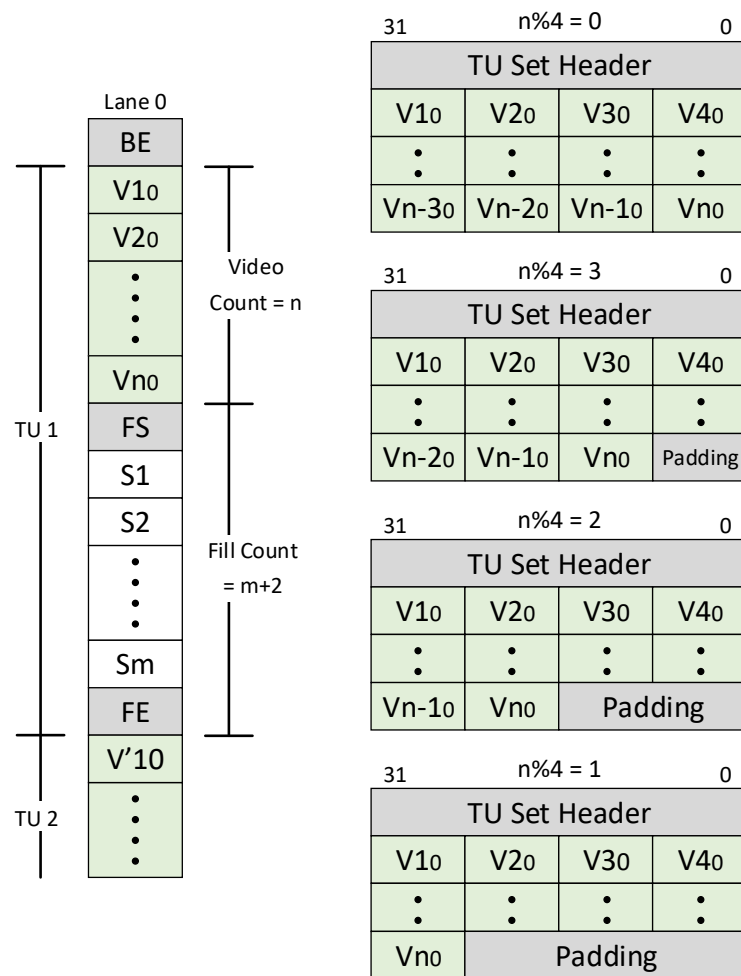 Lane 0
BE
V10
V20
Video
Count = n
Vn0
TU 1
FS
S1
S2
Fill Count
= m+2
Sm
FE
V'10
TU 2
n%4 = 0
31 0
TU Set Header
V10 V20 V30 V40
Vn-30 Vn-20 Vn-10 Vn0
31 n%4 = 3 0
TU Set Header
V10 V20 V30 V40
Vn-20 Vn-10 Vn0 Padding
31 n%4 = 2 0
TU Set Header
V10 V20 V30 V40
Vn-10 Vn0 Padding
31 n%4 = 1 0
TU Set Header
V10 V20 V30 V40
Vn0 Padding